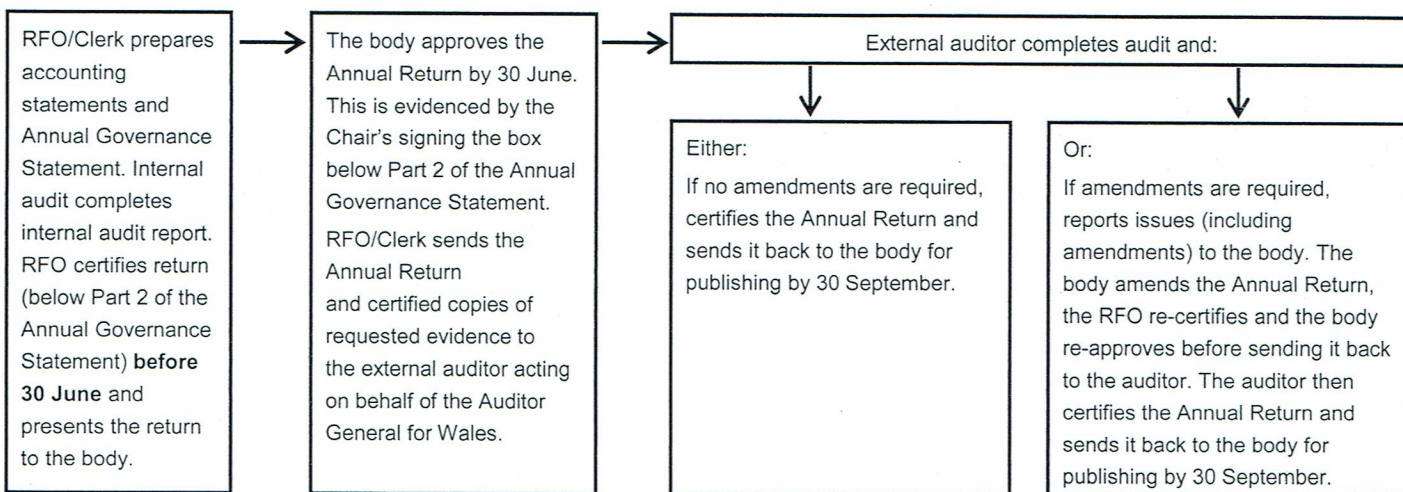 RFO/Clerk prepares
accounting
statements and
Annual Governance
Statement. Internal
audit completes
internal audit report.
RFO certifies return
(below Part 2 of the
Annual Governance
Statement) before
30 June and
presents the return
to the body.
The body approves the
Annual Return by 30 June.
This is evidenced by the
Chair's signing the box
below Part 2 of the Annual
Governance Statement.
RFO/Clerk sends the
Annual Return
and certified copies of
requested evidence to
the external auditor acting
on behalf of the Auditor
General for Wales.
External auditor completes audit and:
Either:
If no amendments are required,
certifies the Annual Return and
sends it back to the body for
publishing by 30 September.
Or:
If amendments are required,
reports issues (including
amendments) to the body. The
body amends the Annual Return,
the RFO re-certifies and the body
re-approves before sending it back
to the auditor. The auditor then
certifies the Annual Return and
sends it back to the body for
publishing by 30 September.